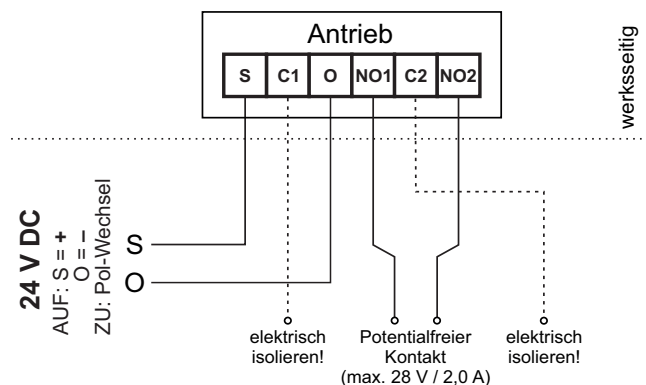 Antrieb
S C1 O NO1 C2 NO2
werksseitig
24 V DC
AUF: S = +
O = –
ZU: Pol-Wechsel
S
O
elektrisch
isolieren!
Potentialfreier
Kontakt
(max. 28 V / 2,0 A)
elektrisch
isolieren!